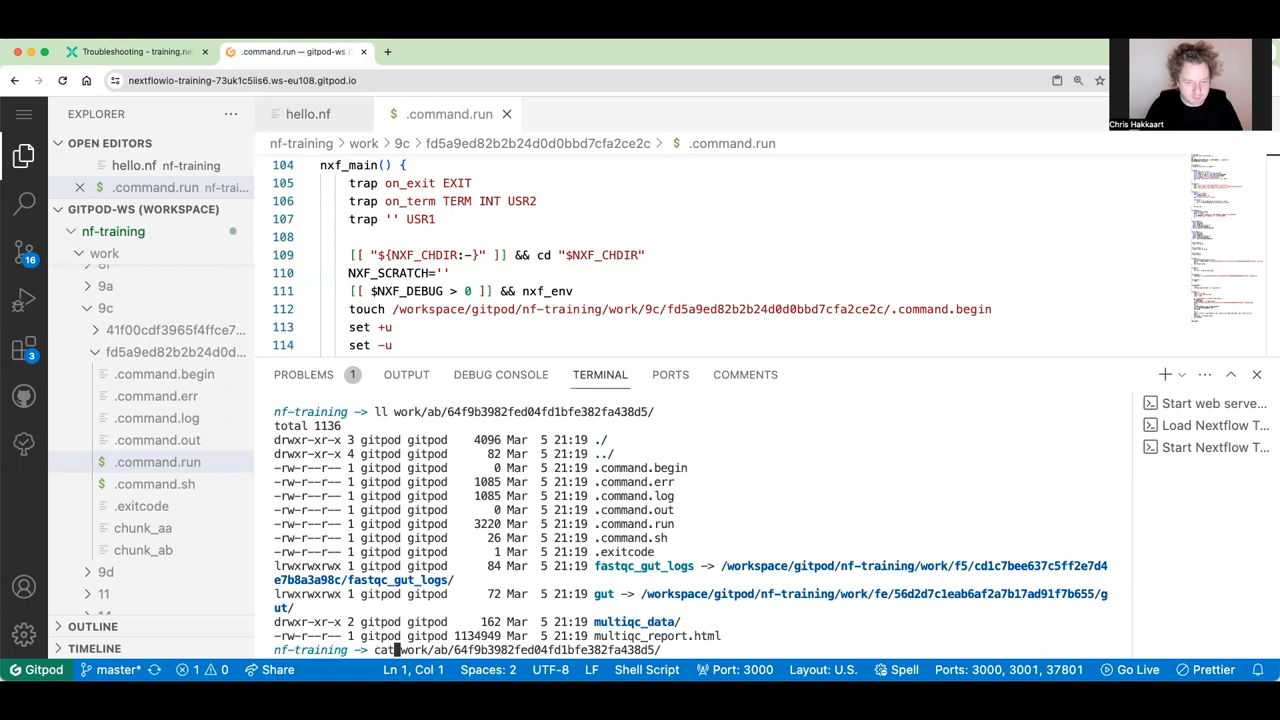 Troubleshooting - training.ne
.command.run — gitpod-ws
nextflowio-training-73uk1c5iis6.ws-eu108.gitpod.io
Chris Hakkaart
EXPLORER
OPEN EDITORS
hello.nf nf-training
.command.run nf-trai...
GITPOD-WS (WORKSPACE)
nf-training
work
8f
9a
9c
41f00cdf3965f4ffce7...
fd5a9ed82b2b24d0d...
.command.begin
.command.err
.command.log
.command.out
.command.run
.command.sh
.exitcode
chunk_aa
chunk_ab
9d
11
14
OUTLINE
TIMELINE
16
3
hello.nf
.command.run
nf-training > work > 9c > fd5a9ed82b2b24d0d0bbd7cfa2ce2c > .command.run
104 nxf_main() {
105 trap on_exit EXIT
106 trap on_term TERM INT USR2
107 trap '' USR1
108
109 [[ "${NXF_CHDIR:-}" ]] && cd "$NXF_CHDIR"
110 NXF_SCRATCH=''
111 [[ $NXF_DEBUG > 0 ]] && nxf_env
112 touch /workspace/gitpod/nf-training/work/9c/fd5a9ed82b2b24d0d0bbd7cfa2ce2c/.command.begin
113 set +u
114 set -u
PROBLEMS 1 OUTPUT DEBUG CONSOLE TERMINAL PORTS COMMENTS
nf-training -> ll work/ab/64f9b3982fed04fd1bfe382fa438d5/
total 1136
drwxr-xr-x 3 gitpod gitpod 4096 Mar 5 21:19 ./
drwxr-xr-x 4 gitpod gitpod 82 Mar 5 21:19 ../
-rw-r--r-- 1 gitpod gitpod 0 Mar 5 21:19 .command.begin
-rw-r--r-- 1 gitpod gitpod 1085 Mar 5 21:19 .command.err
-rw-r--r-- 1 gitpod gitpod 1085 Mar 5 21:19 .command.log
-rw-r--r-- 1 gitpod gitpod 0 Mar 5 21:19 .command.out
-rw-r--r-- 1 gitpod gitpod 3220 Mar 5 21:19 .command.run
-rw-r--r-- 1 gitpod gitpod 26 Mar 5 21:19 .command.sh
-rw-r--r-- 1 gitpod gitpod 1 Mar 5 21:19 .exitcode
lrwxrwxrwx 1 gitpod gitpod 84 Mar 5 21:19 fastqc_gut_logs -> /workspace/gitpod/nf-training/work/f5/cd1c7bee637c5ff2e7d4
e7b8a3a98c/fastqc_gut_logs/
lrwxrwxrwx 1 gitpod gitpod 72 Mar 5 21:19 gut -> /workspace/gitpod/nf-training/work/fe/56d2d7c1eab6af2a7b17ad91f7b655/g
ut/
drwxr-xr-x 2 gitpod gitpod 162 Mar 5 21:19 multiqc_data/
-rw-r--r-- 1 gitpod gitpod 1134949 Mar 5 21:19 multiqc_report.html
nf-training -> cat work/ab/64f9b3982fed04fd1bfe382fa438d5/
Start web serve...
Load Nextflow T...
Start Nextflow T...
Gitpod master* 1 0 Share Ln 1, Col 1 Spaces: 2 UTF-8 LF Shell Script Port: 3000 Layout: U.S. Spell Ports: 3000, 3001, 37801 Go Live Prettier